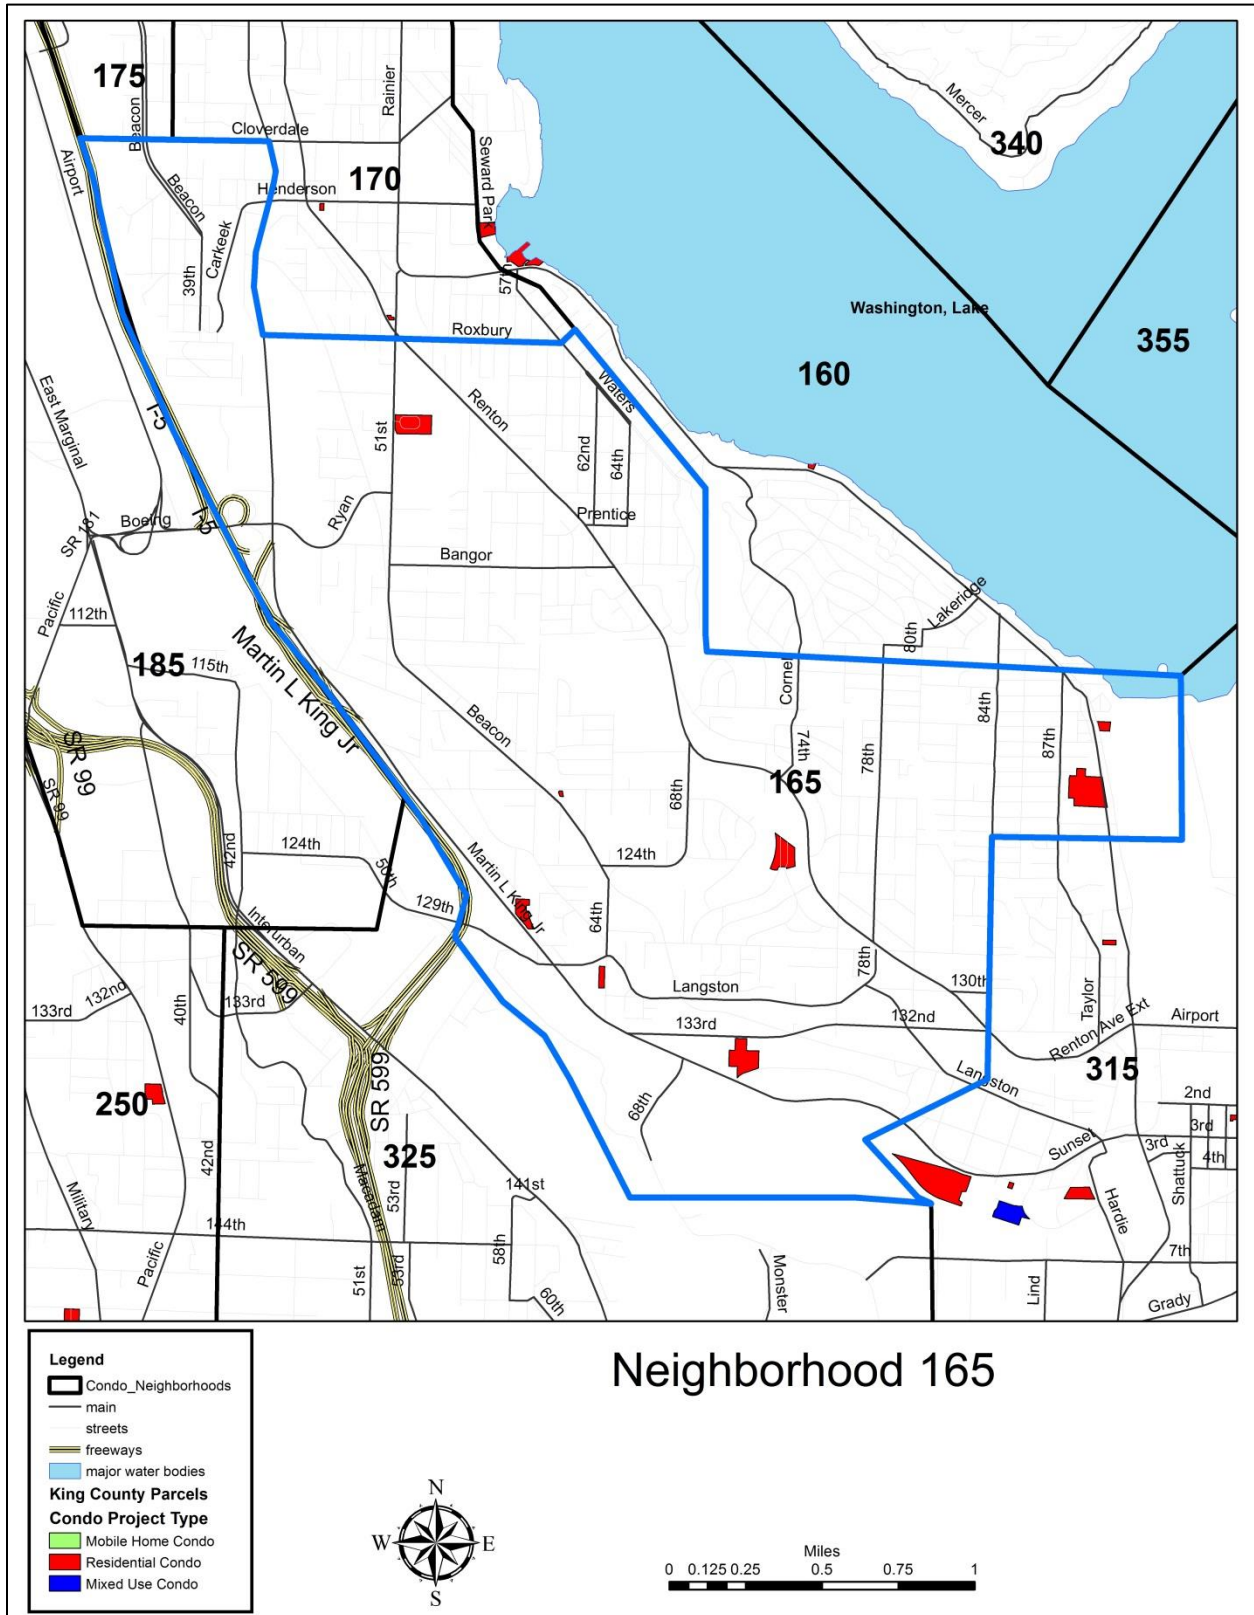 175
Beacon
Rainier
Mercer
340
Cloverdale
Airport
Seward Park
170
Beacon
Henderson
Carkeek
39th
57th
Washington, Lake
355
Roxbury
160
East Marginal
I-5
Waters
Renton
51st
62nd
64th
I-5
Boeing
SR 181
Ryan
Prentice
Bangor
Lakeridge
Pacific
112th
80th
185
115th
Martin L King Jr
Cornell
84th
87th
Beacon
74th
78th
SR 99
SR 99
68th
165
42nd
124th
50th
Martin L King Jr
124th
129th
64th
Interurban
78th
SR 599
132nd
133rd
40th
133rd
Langston
130th
132nd
133rd
Taylor
Airport
Renton Ave Ext
SR 599
Langston
315
250
2nd
68th
3rd
Sunset
3rd
4th
Shattuck
42nd
325
Macadam
53rd
141st
Hardie
Military
144th
58th
7th
Pacific
51st
53rd
60th
Monster
Lind
Grady
Neighborhood 165
Legend
Condo_Neighborhoods
main
streets
freeways
major water bodies
King County Parcels
Condo Project Type
Mobile Home Condo
Residential Condo
Mixed Use Condo
N
W E
S
Miles
0 0.125 0.25 0.5 0.75 1